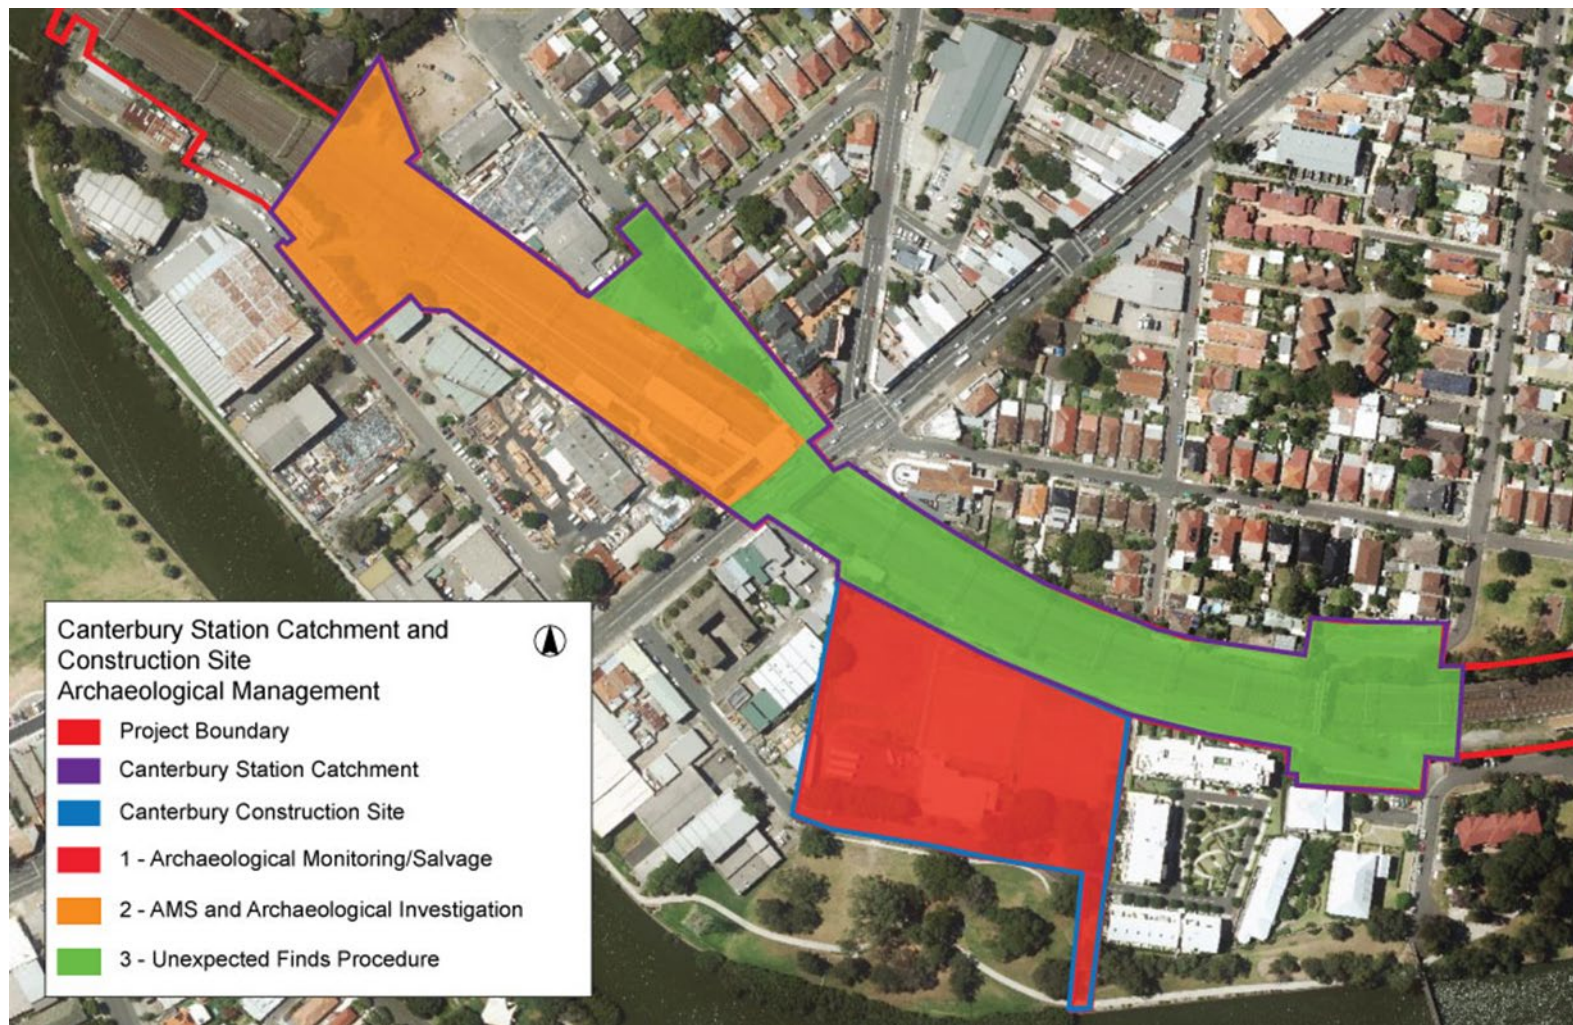 Canterbury Station Catchment and
Construction Site
Archaeological Management
Project Boundary
Canterbury Station Catchment
Canterbury Construction Site
1 - Archaeological Monitoring/Salvage
2 - AMS and Archaeological Investigation
3 - Unexpected Finds Procedure